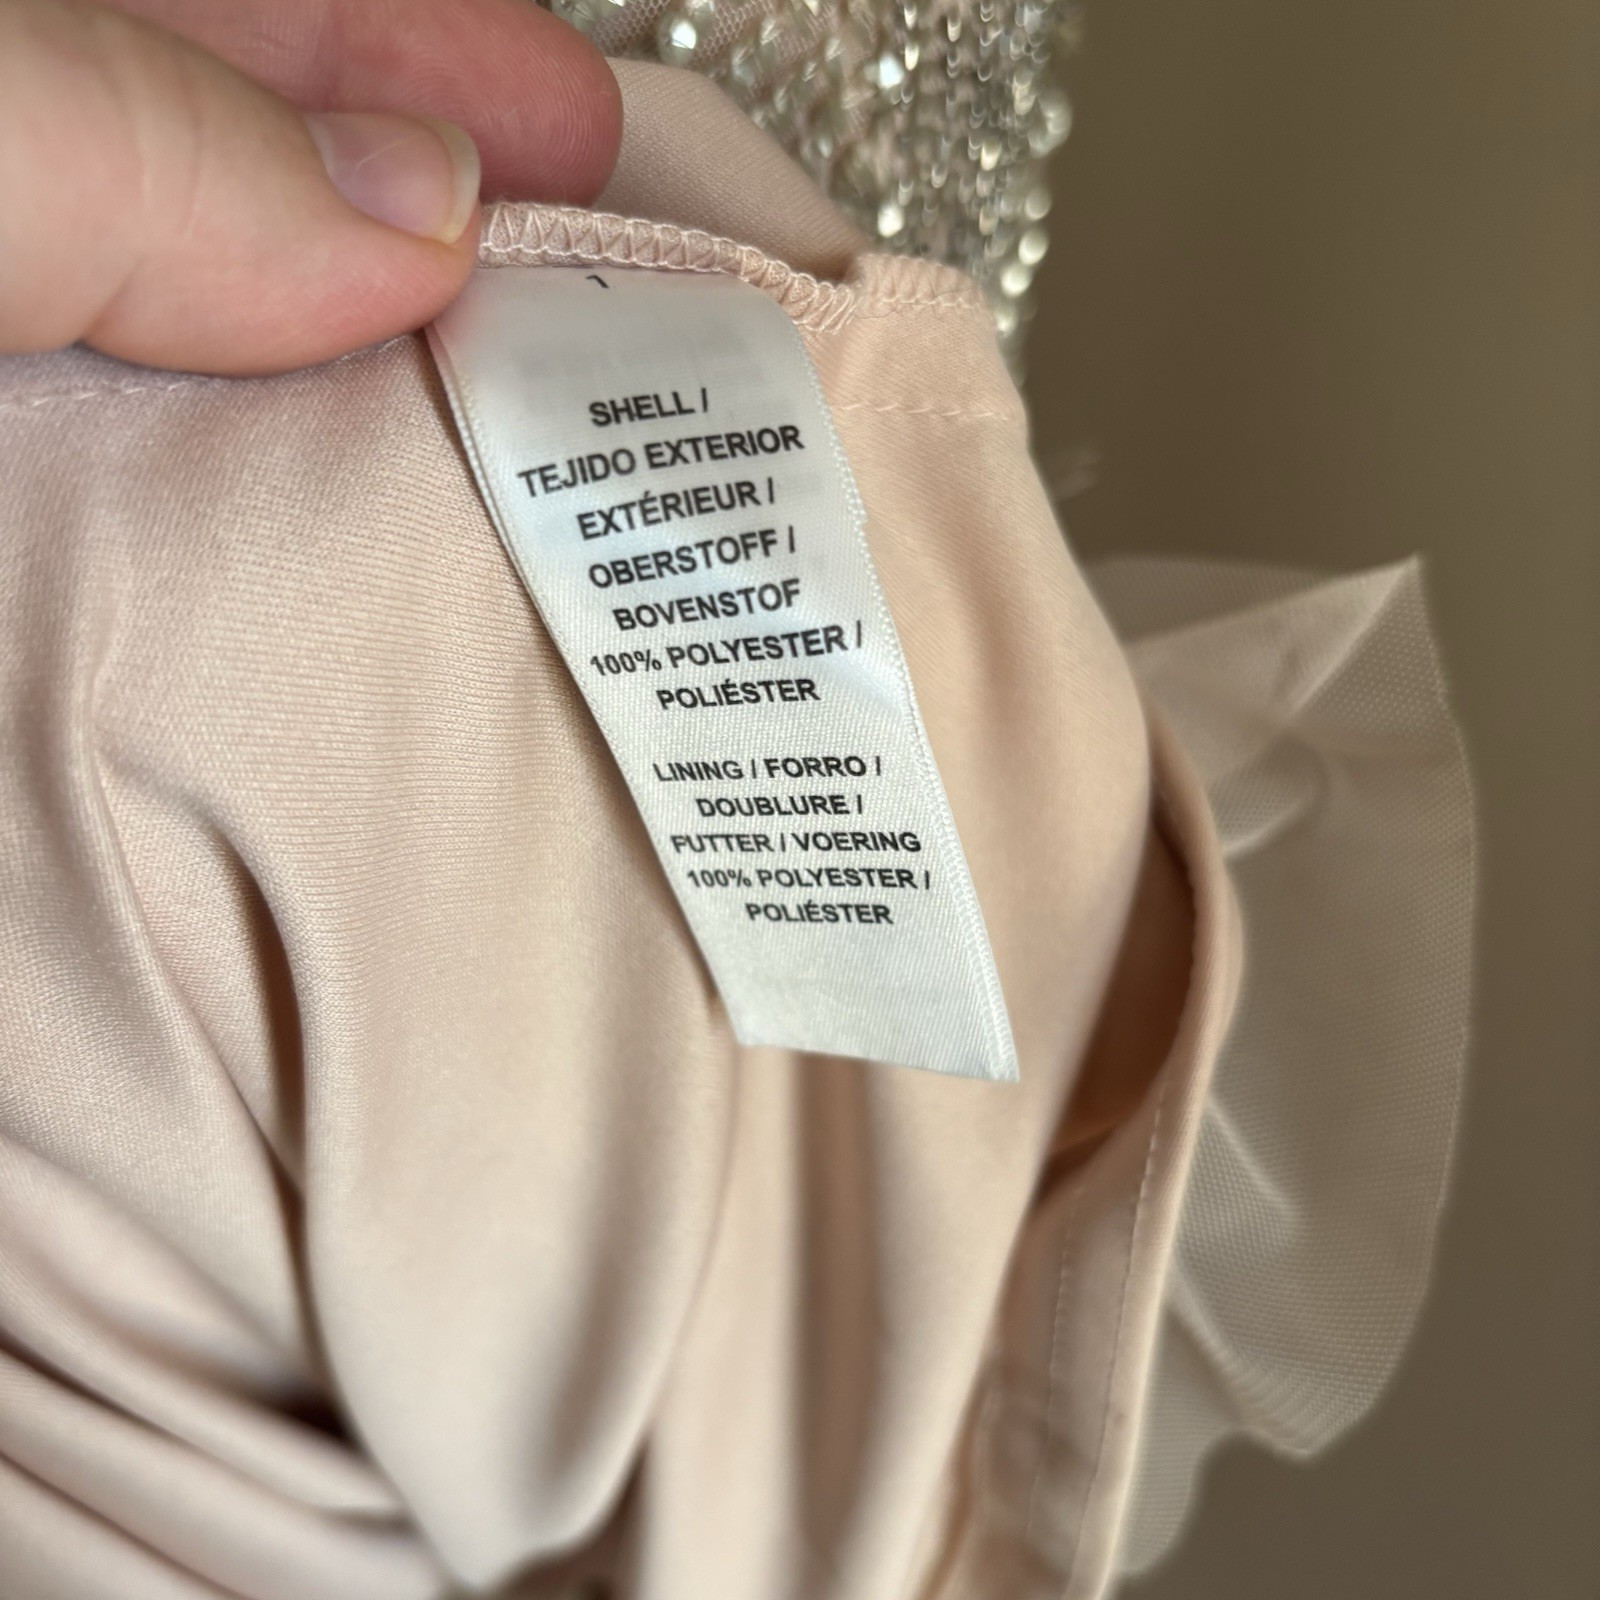 SHELL /
TEJIDO EXTERIOR
EXTÉRIEUR /
OBERSTOFF /
BOVENSTOF
100% POLYESTER /
POLIÉSTER
LINING / FORRO /
DOUBLURE /
FUTTER / VOERING
100% POLYESTER /
POLIÉSTER